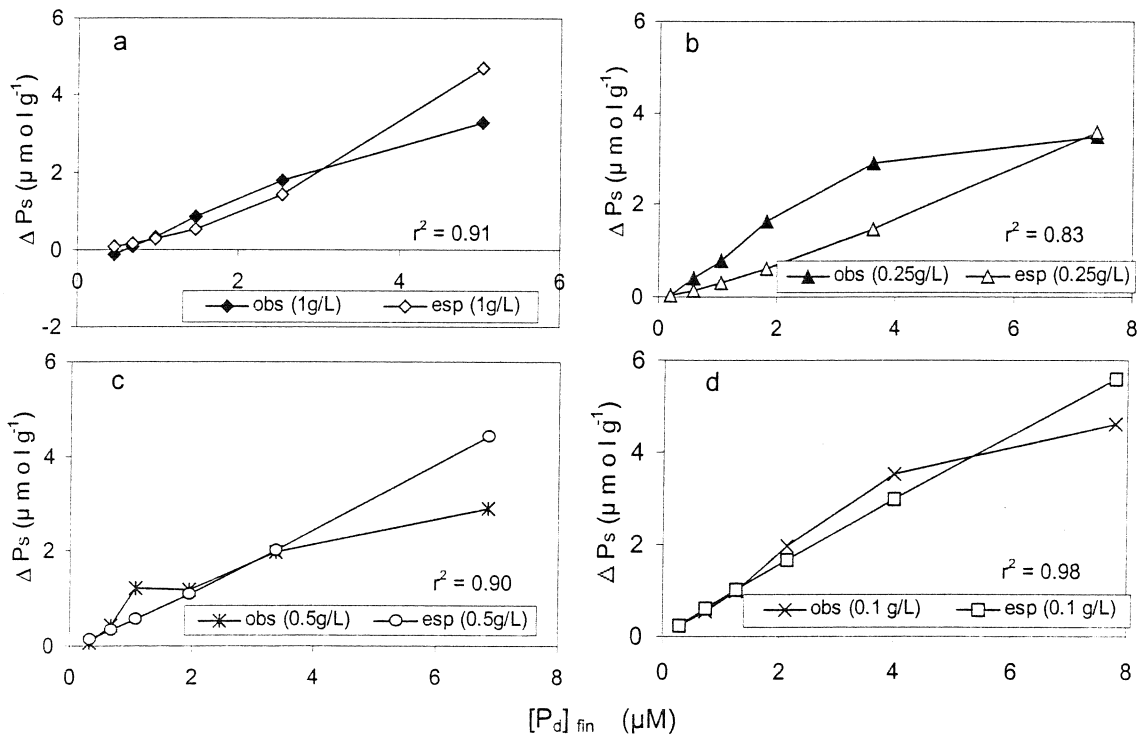 a
6
4
2
0
-2
Δ Ps (µ m o l g⁻¹)
r² = 0.91
0 2 4 6
obs (1g/L) esp (1g/L)
b
6
4
2
0
Δ Ps (µ m o l g⁻¹)
r² = 0.83
obs (0.25g/L) esp (0.25g/L)
0 2 4 6 8
c
6
4
2
0
Δ Ps (µ m o l g⁻¹)
r² = 0.90
obs (0.5g/L) esp (0.5g/L)
0 2 4 6 8
d
6
4
2
0
Δ Ps (µ m o l g⁻¹)
r² = 0.98
obs (0.1 g/L) esp (0.1 g/L)
0 2 4 6 8
[P_d] fin (µM)